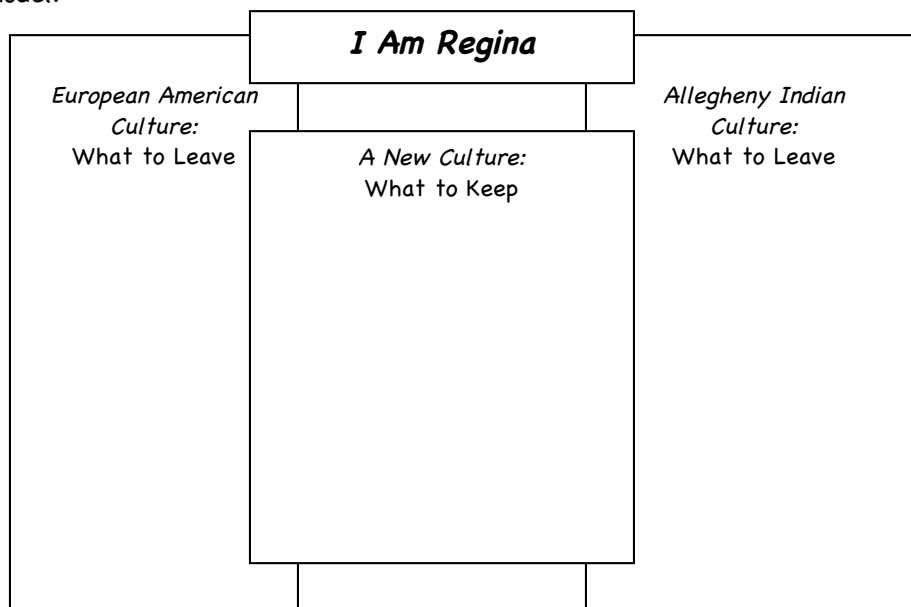 I Am Regina
European American
Culture:
What to Leave
A New Culture:
What to Keep
Allegheny Indian
Culture:
What to Leave